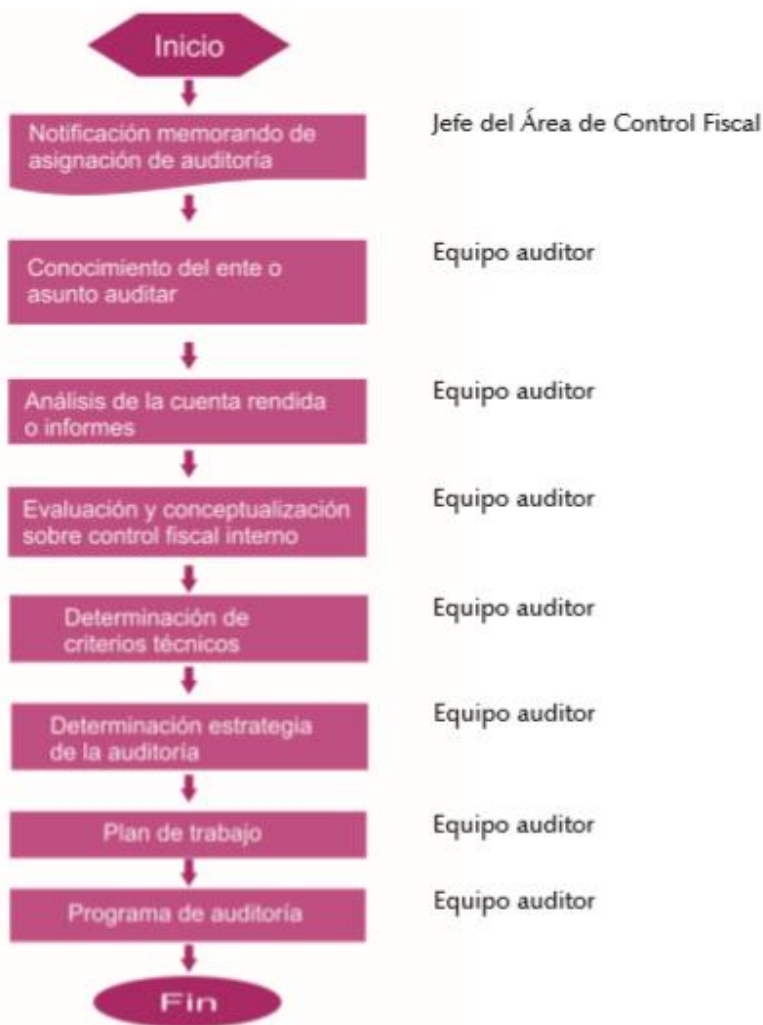 Inicio
Notificación memorando de
asignación de auditoría
Jefe del Área de Control Fiscal
Conocimiento del ente o
asunto auditar
Equipo auditor
Análisis de la cuenta rendida
o informes
Equipo auditor
Evaluación y conceptualización
sobre control fiscal interno
Equipo auditor
Determinación de
criterios técnicos
Equipo auditor
Determinación estrategia
de la auditoría
Equipo auditor
Plan de trabajo
Equipo auditor
Programa de auditoría
Equipo auditor
Fin